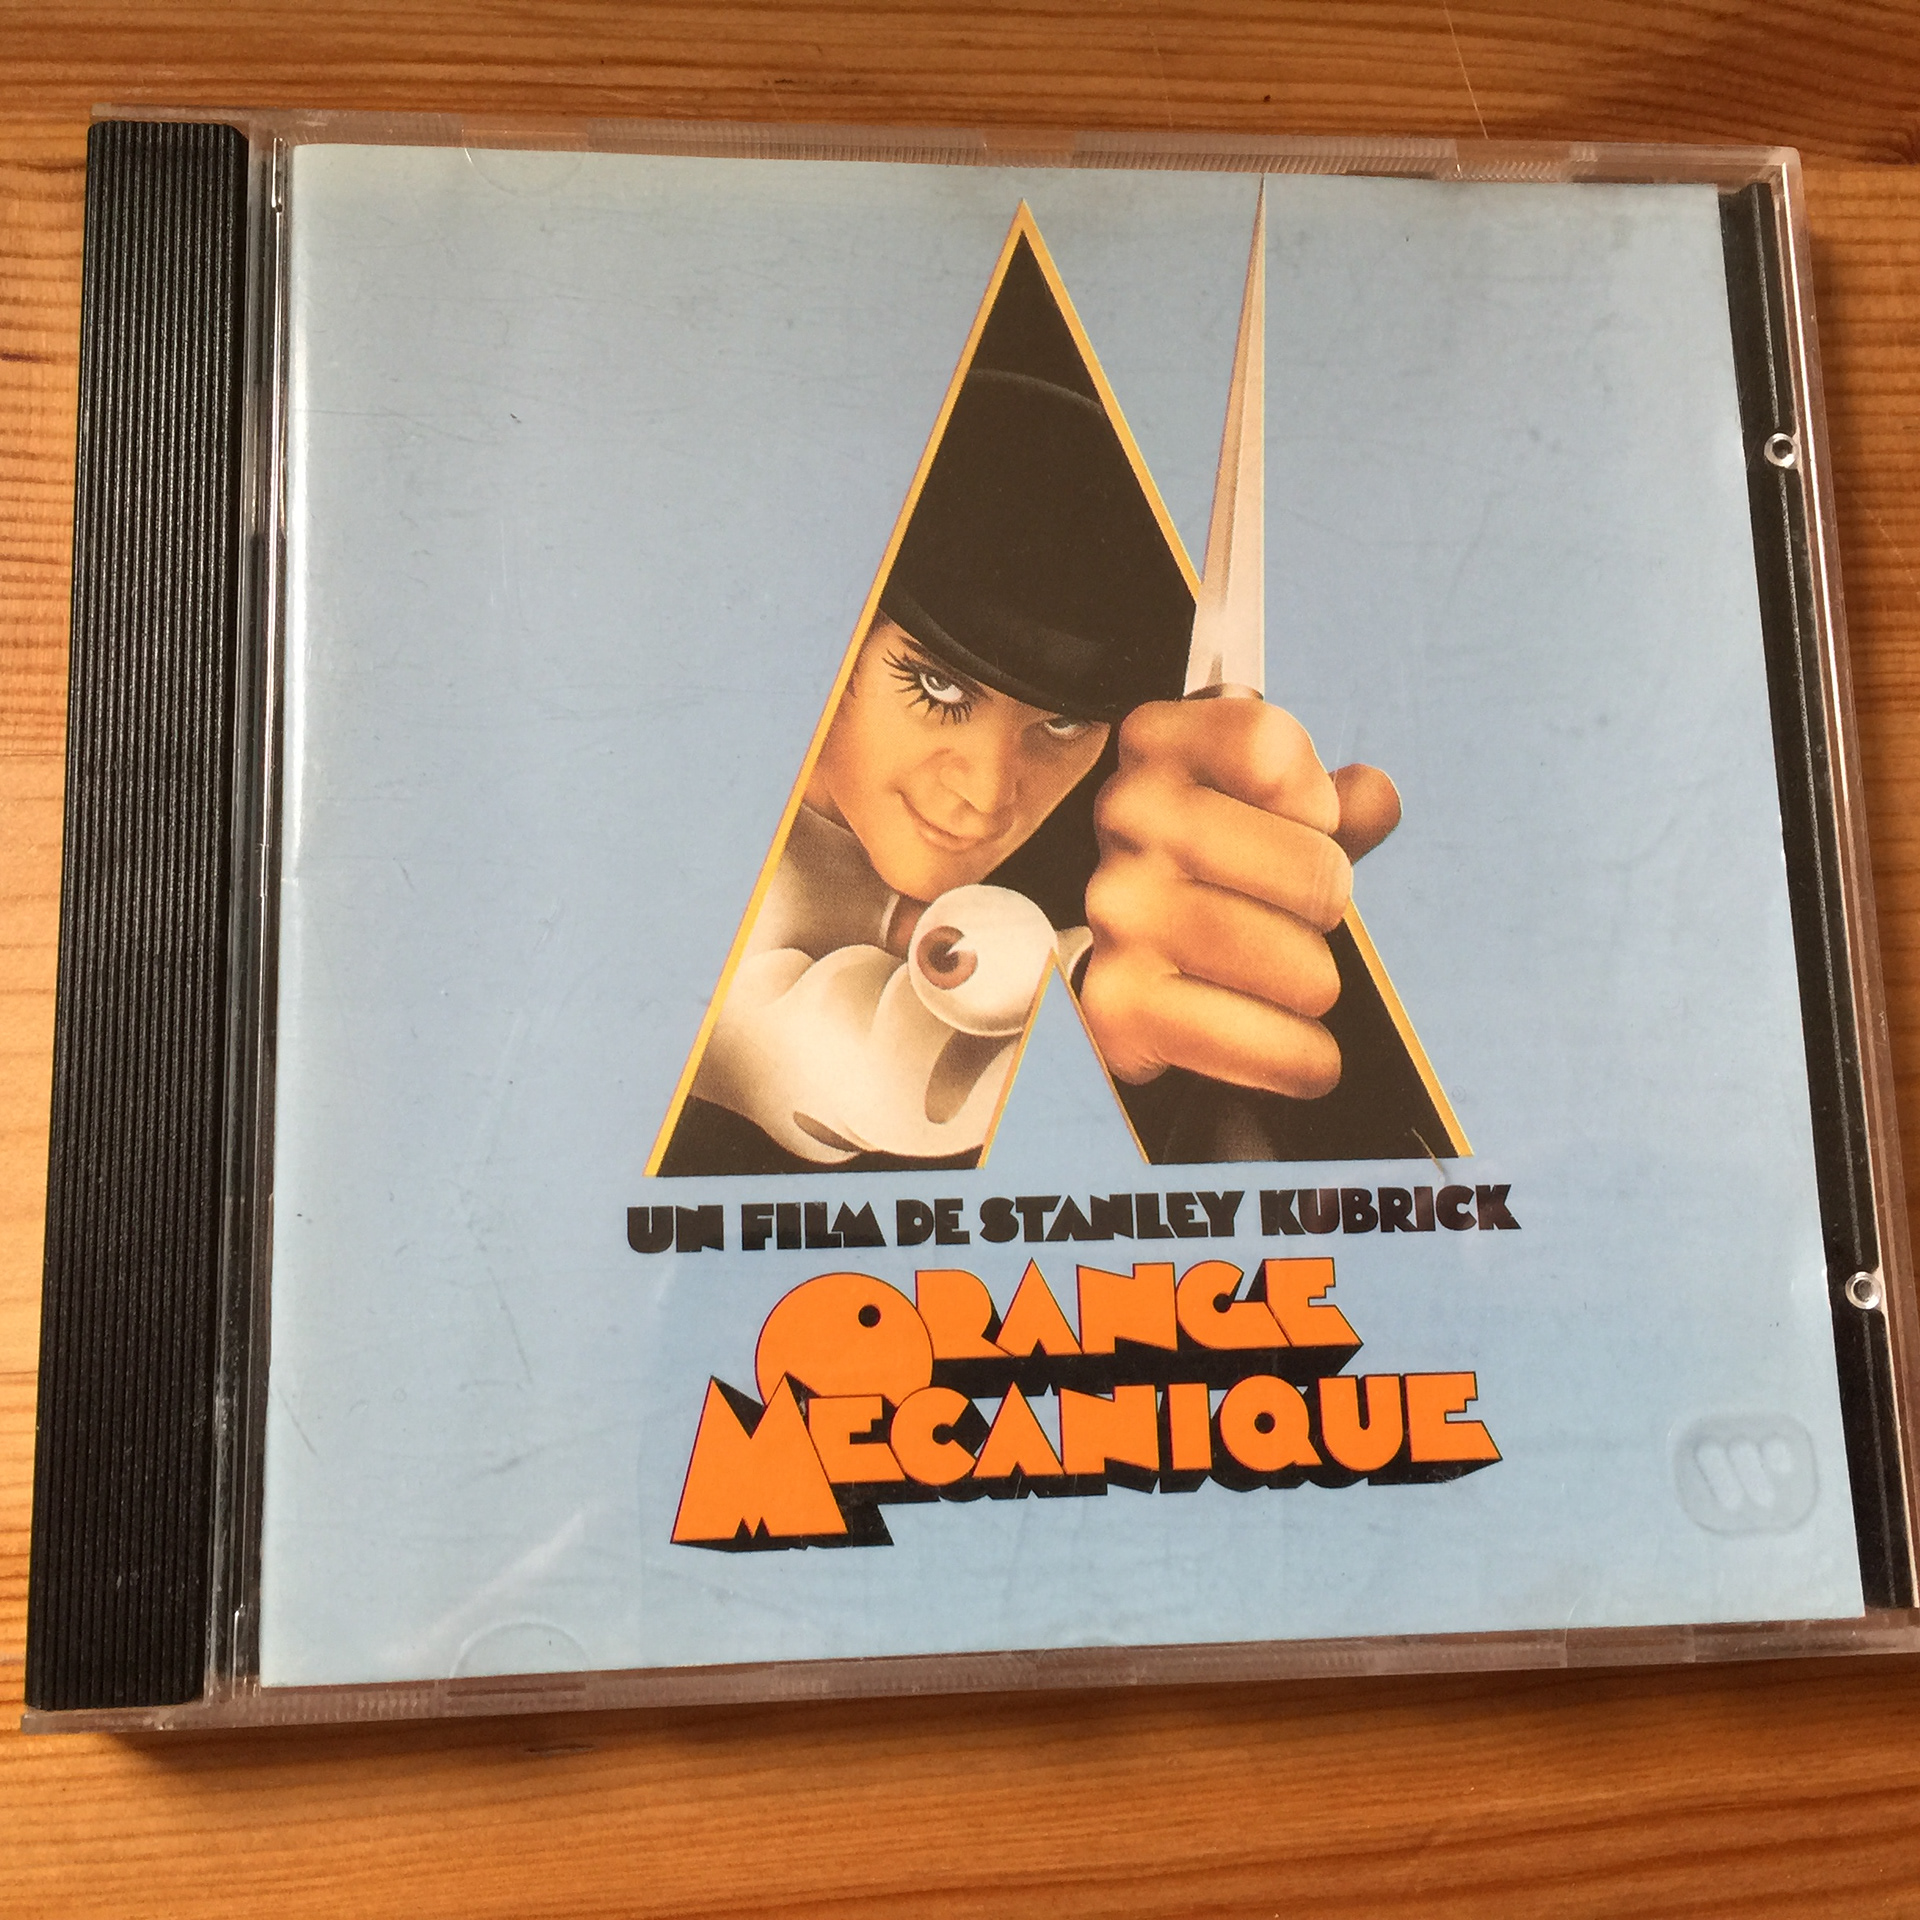 UN FILM DE STANLEY KUBRICK
ORANGE
MECANIQUE